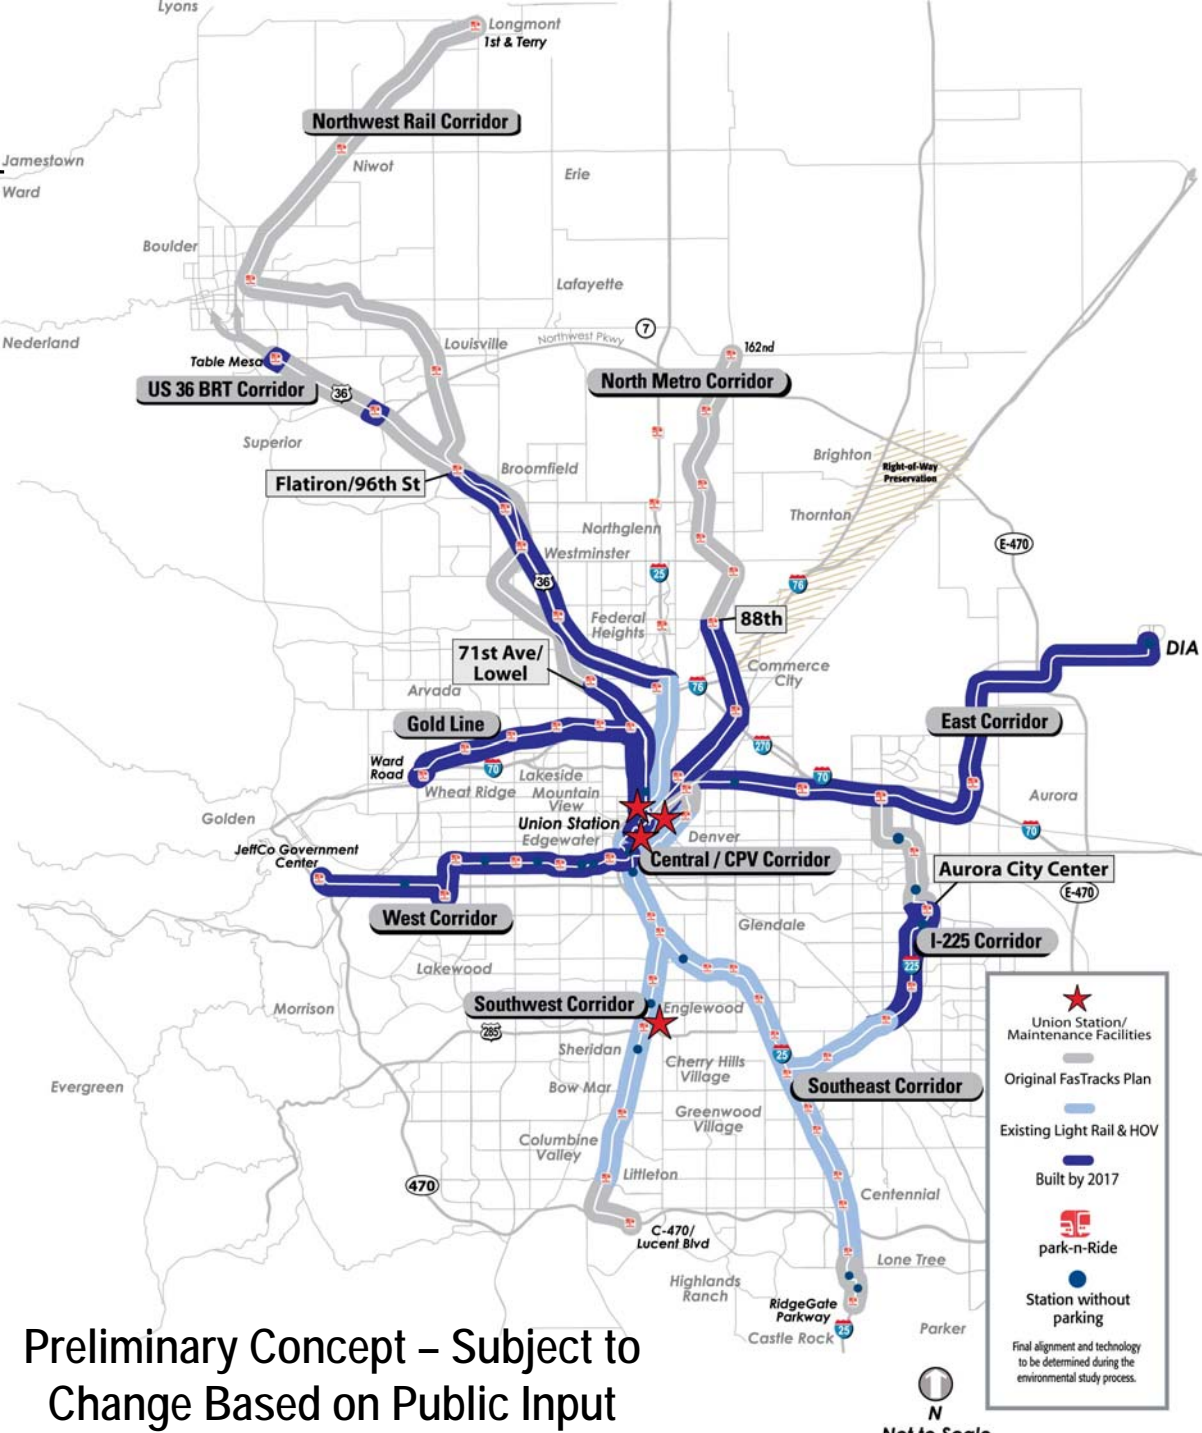 Lyons
Longmont
1st & Terry
Northwest Rail Corridor
Jamestown
Niwot
Ward
Erie
Boulder
Lafayette
Nederland
Louisville
Northwest Pkwy
7
162nd
Table Mesa
US 36 BRT Corridor
36
North Metro Corridor
Superior
Flatiron/96th St
Broomfield
Brighton
Right-of-Way
Preservation
Northglenn
Thornton
E-470
Westminster
36
25
76
Federal
Heights
88th
71st Ave/
Lowel
Commerce
City
DIA
Arvada
76
Gold Line
East Corridor
270
Ward
Road
70
70
Lakeside
Wheat Ridge
Mountain
View
Aurora
Golden
Union Station
Edgewater
Denver
70
JeffCo Government
Center
Central / CPV Corridor
Aurora City Center
E-470
West Corridor
Glendale
I-225 Corridor
225
Lakewood
Southwest Corridor
Englewood
Morrison
285
Sheridan
25
Cherry Hills
Village
Southeast Corridor
Evergreen
Bow Mar
Greenwood
Village
Columbine
Valley
Littleton
470
Centennial
C-470/
Lucent Blvd
Lone Tree
Highlands
Ranch
RidgeGate
Parkway
25
Castle Rock
Parker
Union Station/
Maintenance Facilities
Original FasTracks Plan
Existing Light Rail & HOV
Built by 2017
park-n-Ride
Station without
parking
Final alignment and technology
to be determined during the
environmental study process.
Preliminary Concept – Subject to
Change Based on Public Input
N
Not to Scale